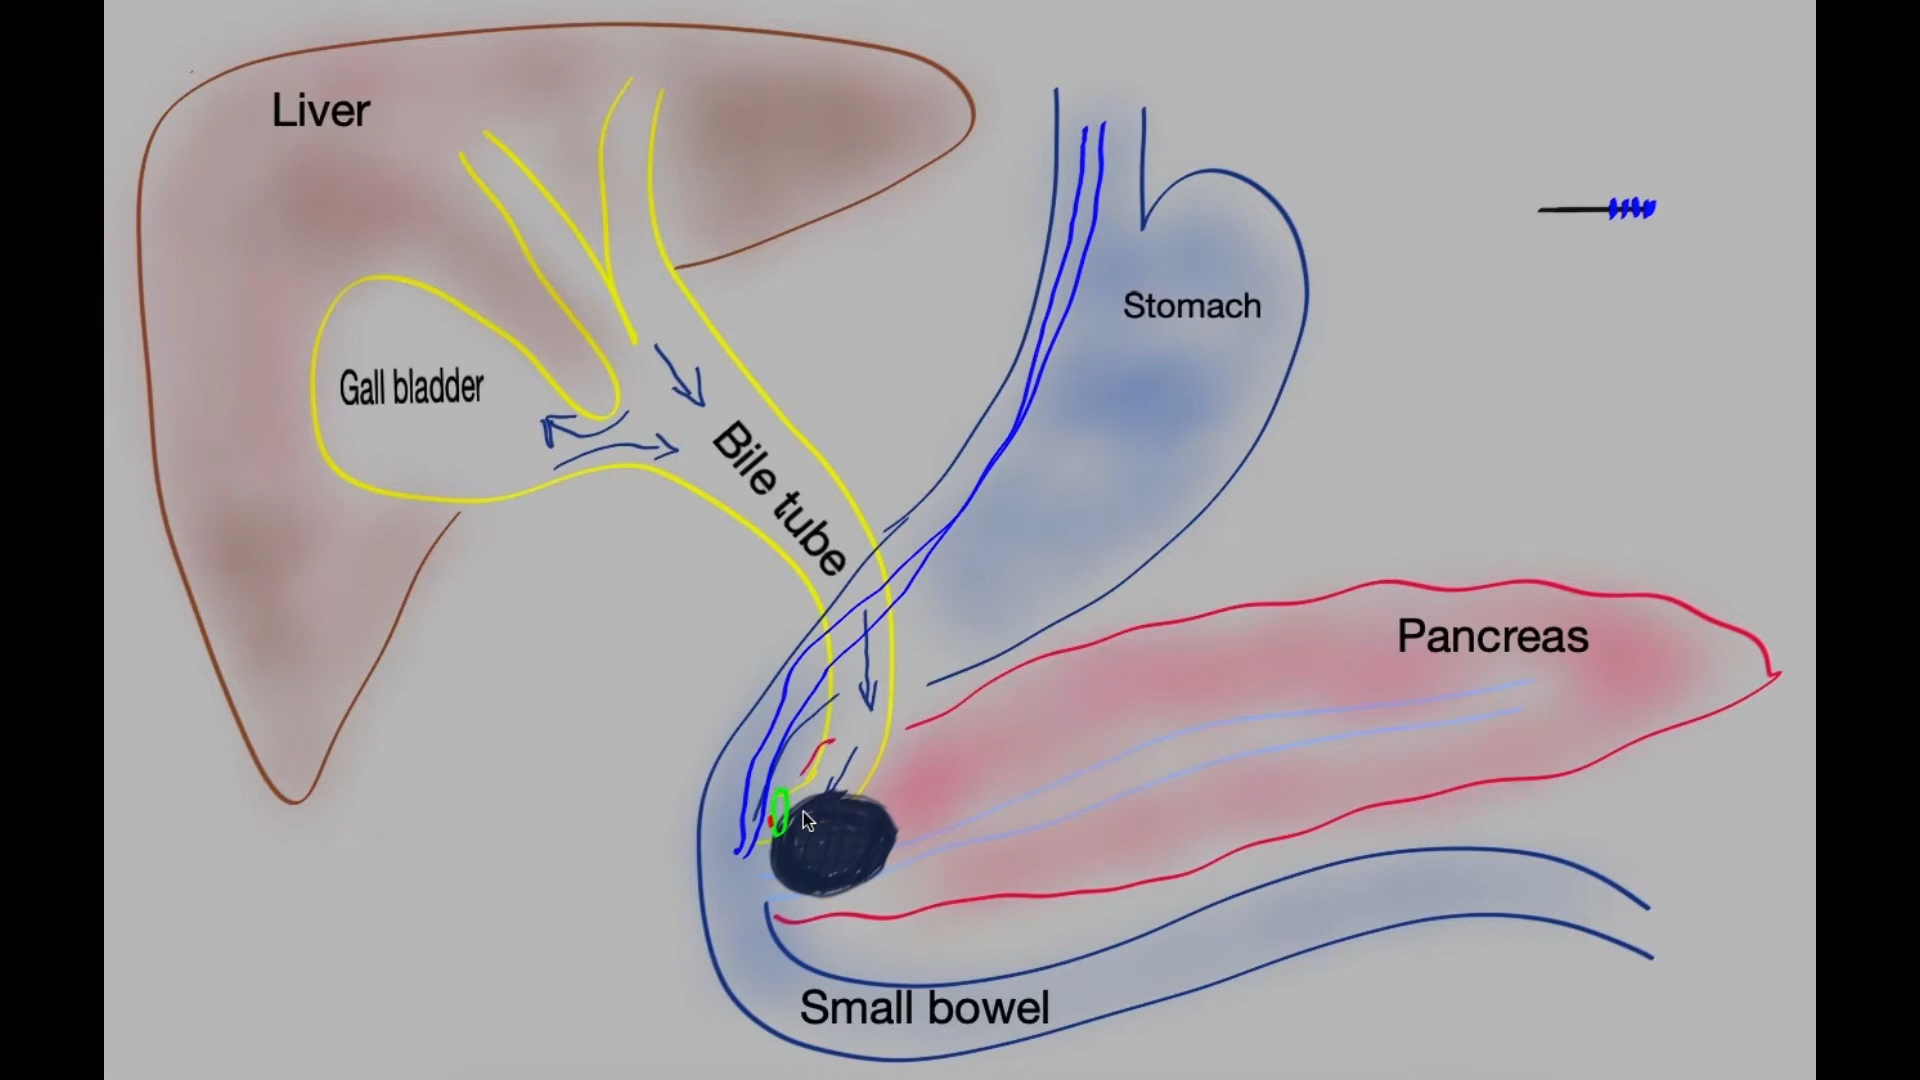 Liver
Stomach
Gall bladder
Bile tube
Pancreas
Small bowel